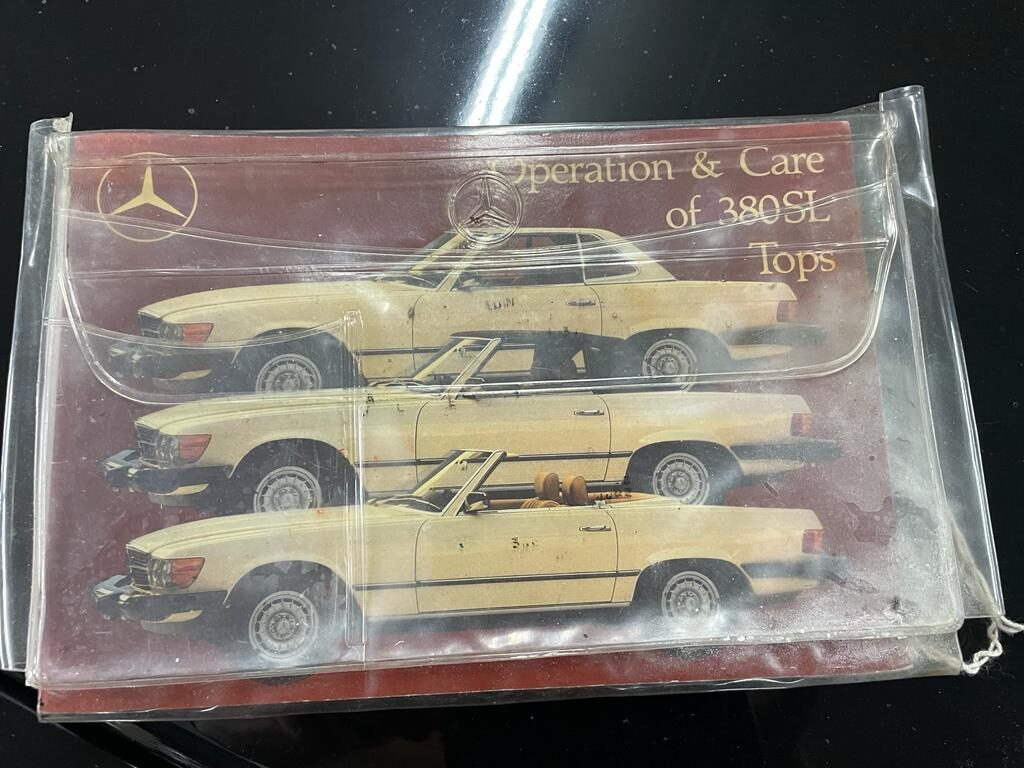 Operation & Care
of 380SL
Tops